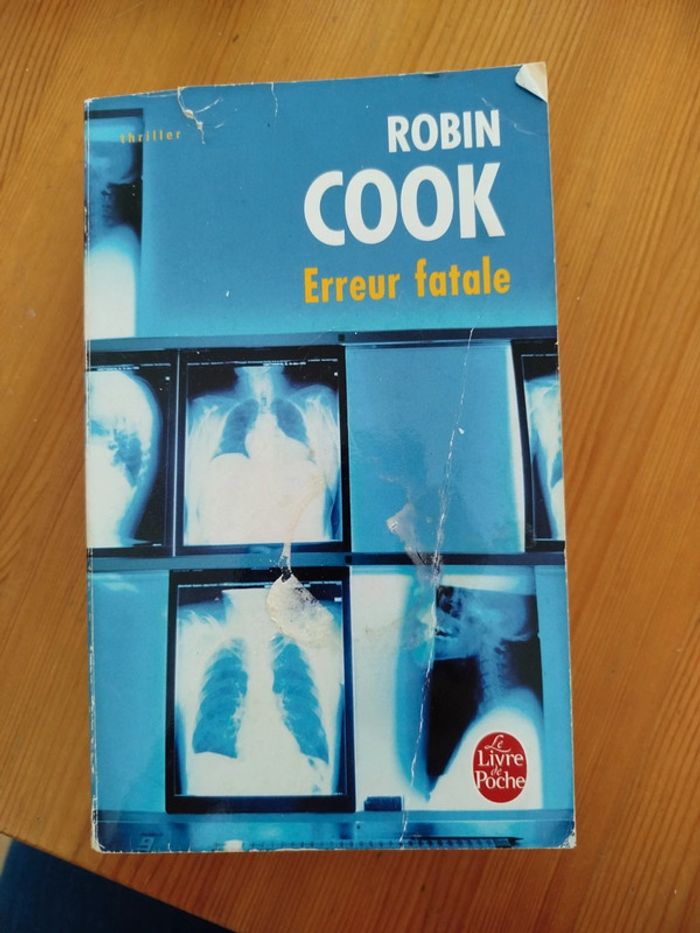 thriller
ROBIN
COOK
Erreur fatale
Le
Livre
de
Poche